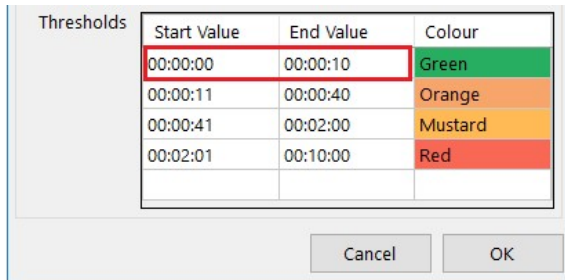 Thresholds Start Value End Value Colour
00:00:00 00:00:10 Green
00:00:11 00:00:40 Orange
00:00:41 00:02:00 Mustard
00:02:01 00:10:00 Red
Cancel OK